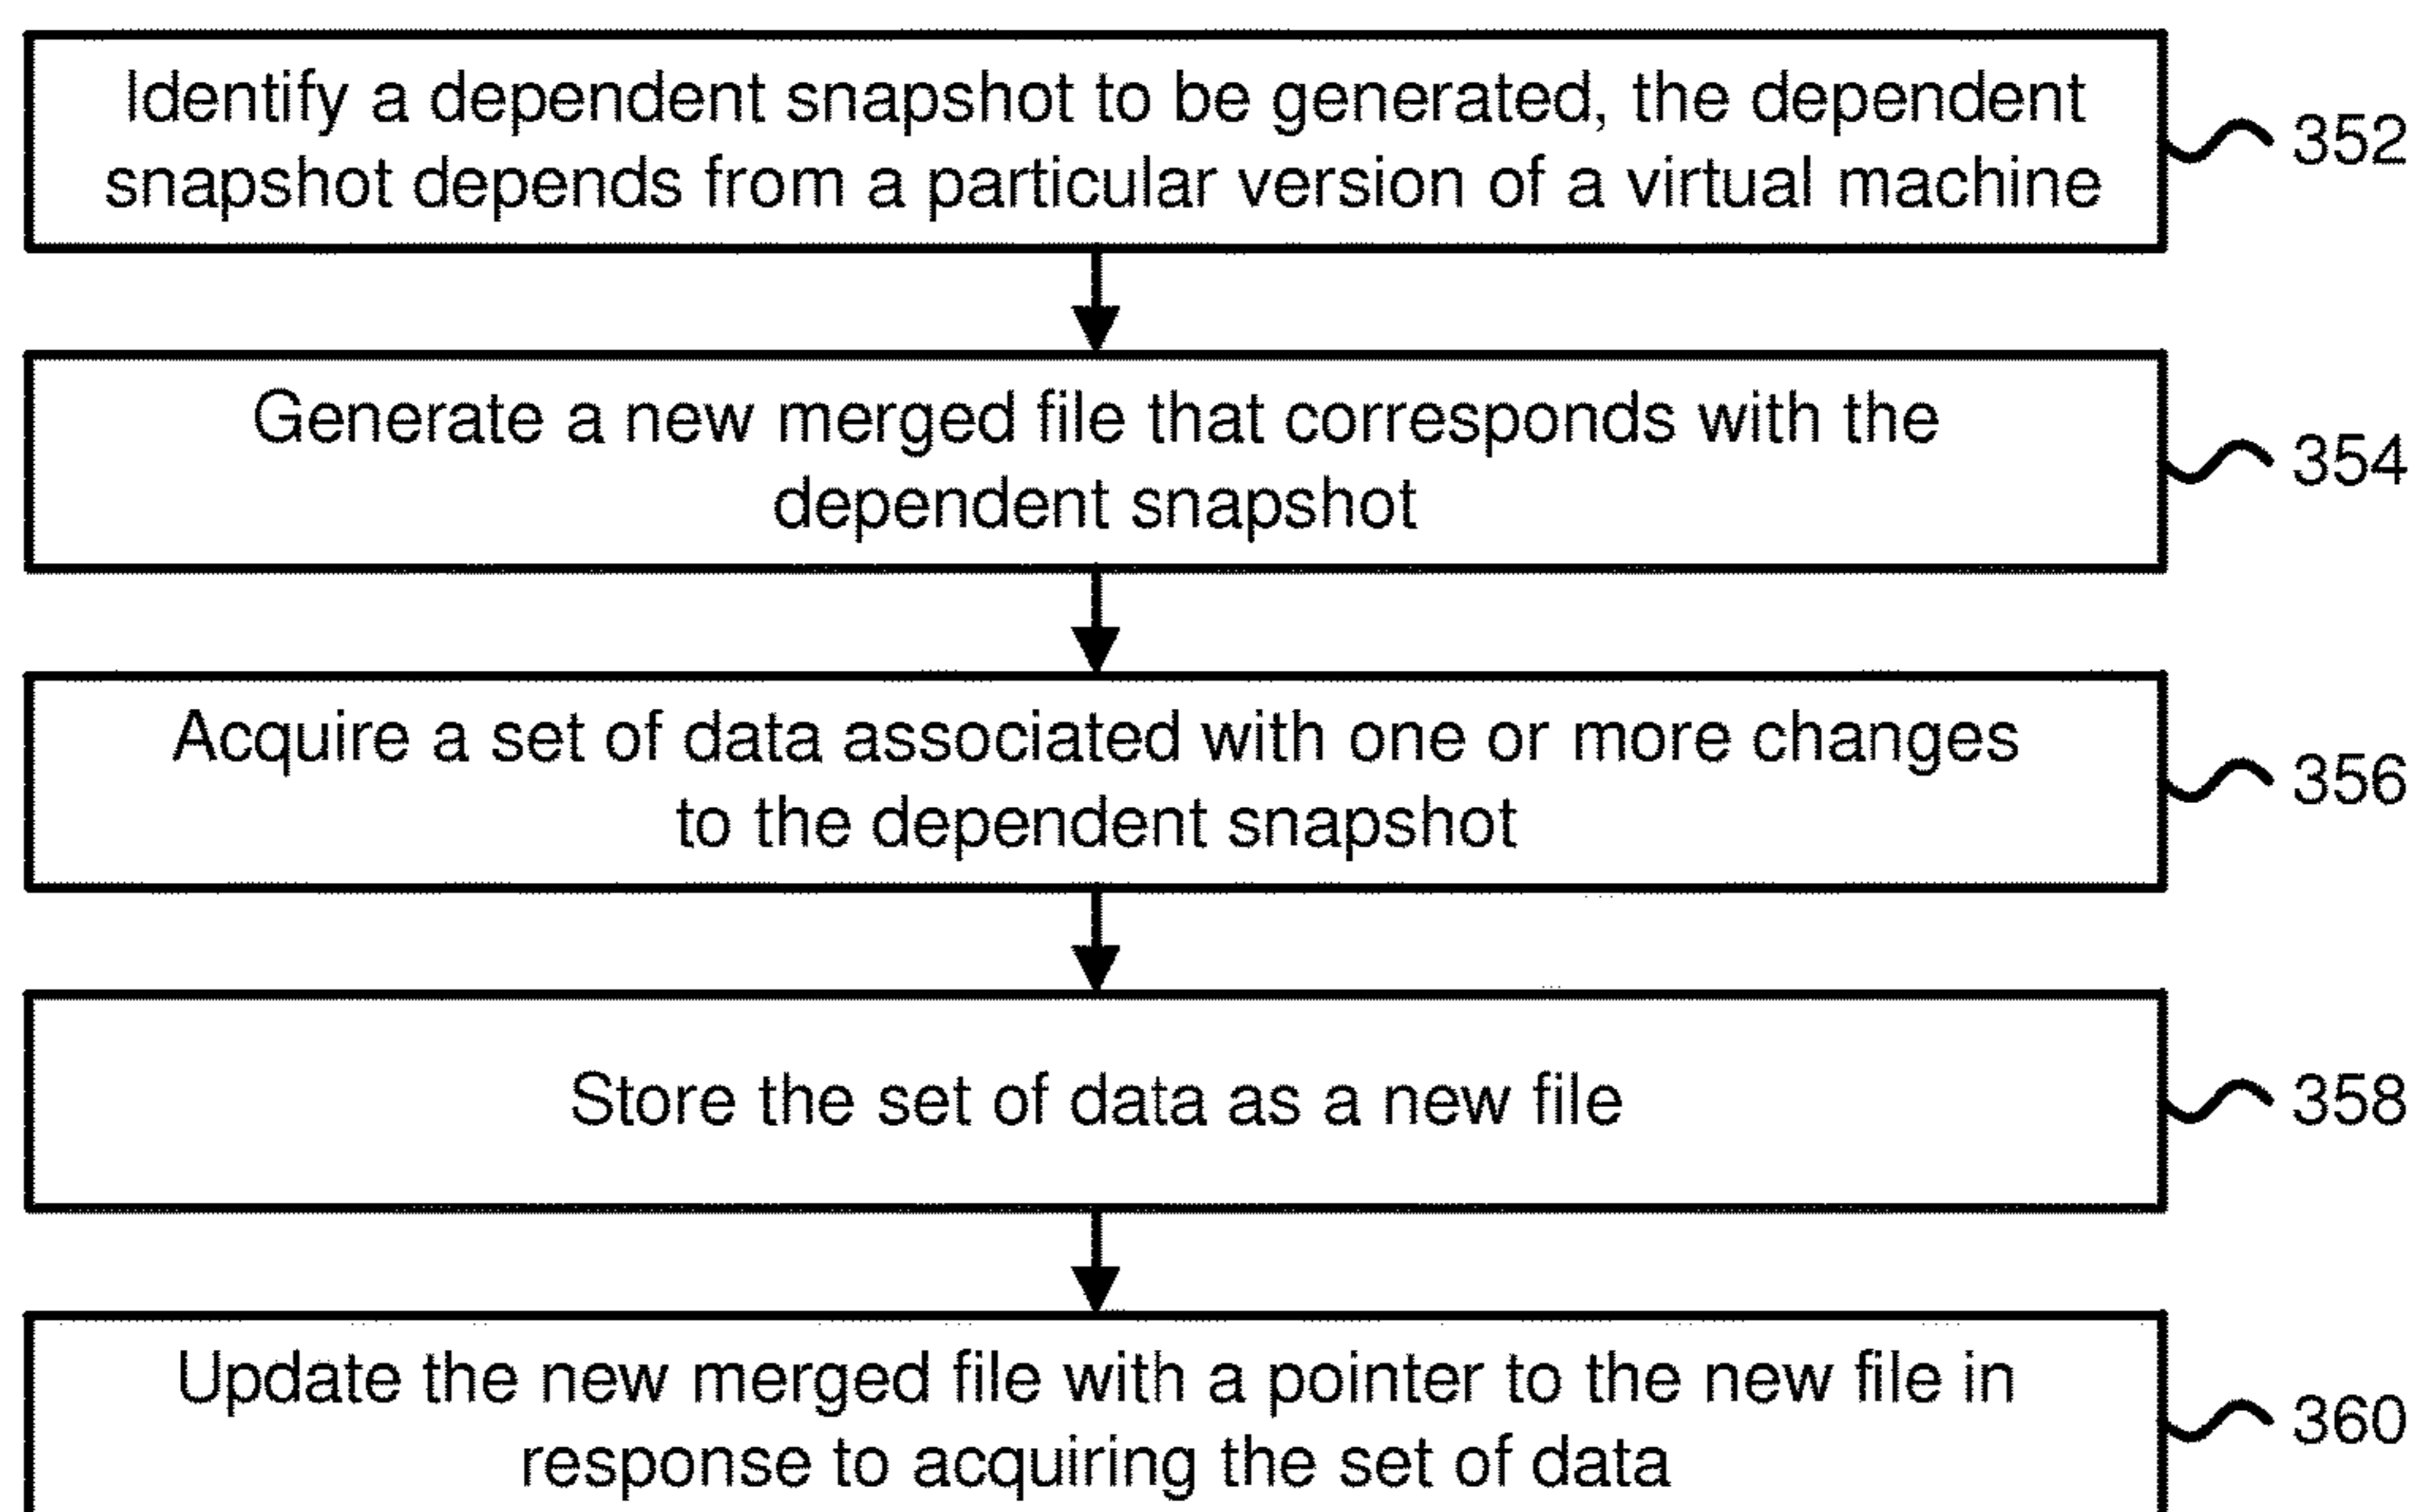 Identify a dependent snapshot to be generated, the dependent
snapshot depends from a particular version of a virtual machine
352
Generate a new merged file that corresponds with the
dependent snapshot
354
Acquire a set of data associated with one or more changes
to the dependent snapshot
356
Store the set of data as a new file
358
Update the new merged file with a pointer to the new file in
response to acquiring the set of data
360